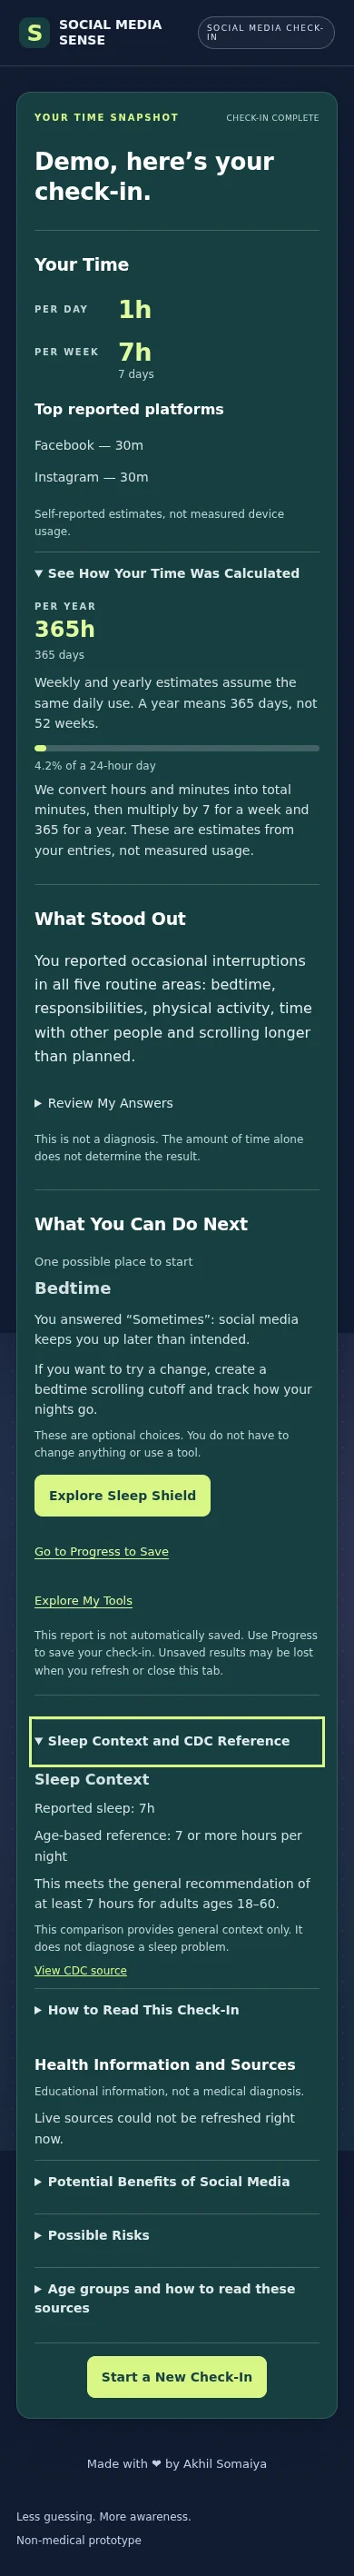 S
SOCIAL MEDIA
SENSE
SOCIAL MEDIA CHECK-
IN
YOUR TIME SNAPSHOT
CHECK-IN COMPLETE
Demo, here’s your
check-in.
Your Time
PER DAY 1h
PER WEEK 7h
7 days
Top reported platforms
Facebook — 30m
Instagram — 30m
Self-reported estimates, not measured device
usage.
▼ See How Your Time Was Calculated
PER YEAR
365h
365 days
Weekly and yearly estimates assume the
same daily use. A year means 365 days, not
52 weeks.
4.2% of a 24-hour day
We convert hours and minutes into total
minutes, then multiply by 7 for a week and
365 for a year. These are estimates from
your entries, not measured usage.
What Stood Out
You reported occasional interruptions
in all five routine areas: bedtime,
responsibilities, physical activity, time
with other people and scrolling longer
than planned.
▶ Review My Answers
This is not a diagnosis. The amount of time alone
does not determine the result.
What You Can Do Next
One possible place to start
Bedtime
You answered “Sometimes”: social media
keeps you up later than intended.
If you want to try a change, create a
bedtime scrolling cutoff and track how your
nights go.
These are optional choices. You do not have to
change anything or use a tool.
Explore Sleep Shield
Go to Progress to Save
Explore My Tools
This report is not automatically saved. Use Progress
to save your check-in. Unsaved results may be lost
when you refresh or close this tab.
▼ Sleep Context and CDC Reference
Sleep Context
Reported sleep: 7h
Age-based reference: 7 or more hours per
night
This meets the general recommendation of
at least 7 hours for adults ages 18–60.
This comparison provides general context only. It
does not diagnose a sleep problem.
View CDC source
▶ How to Read This Check-In
Health Information and Sources
Educational information, not a medical diagnosis.
Live sources could not be refreshed right
now.
▶ Potential Benefits of Social Media
▶ Possible Risks
▶ Age groups and how to read these
sources
Start a New Check-In
Made with ❤ by Akhil Somaiya
Less guessing. More awareness.
Non-medical prototype